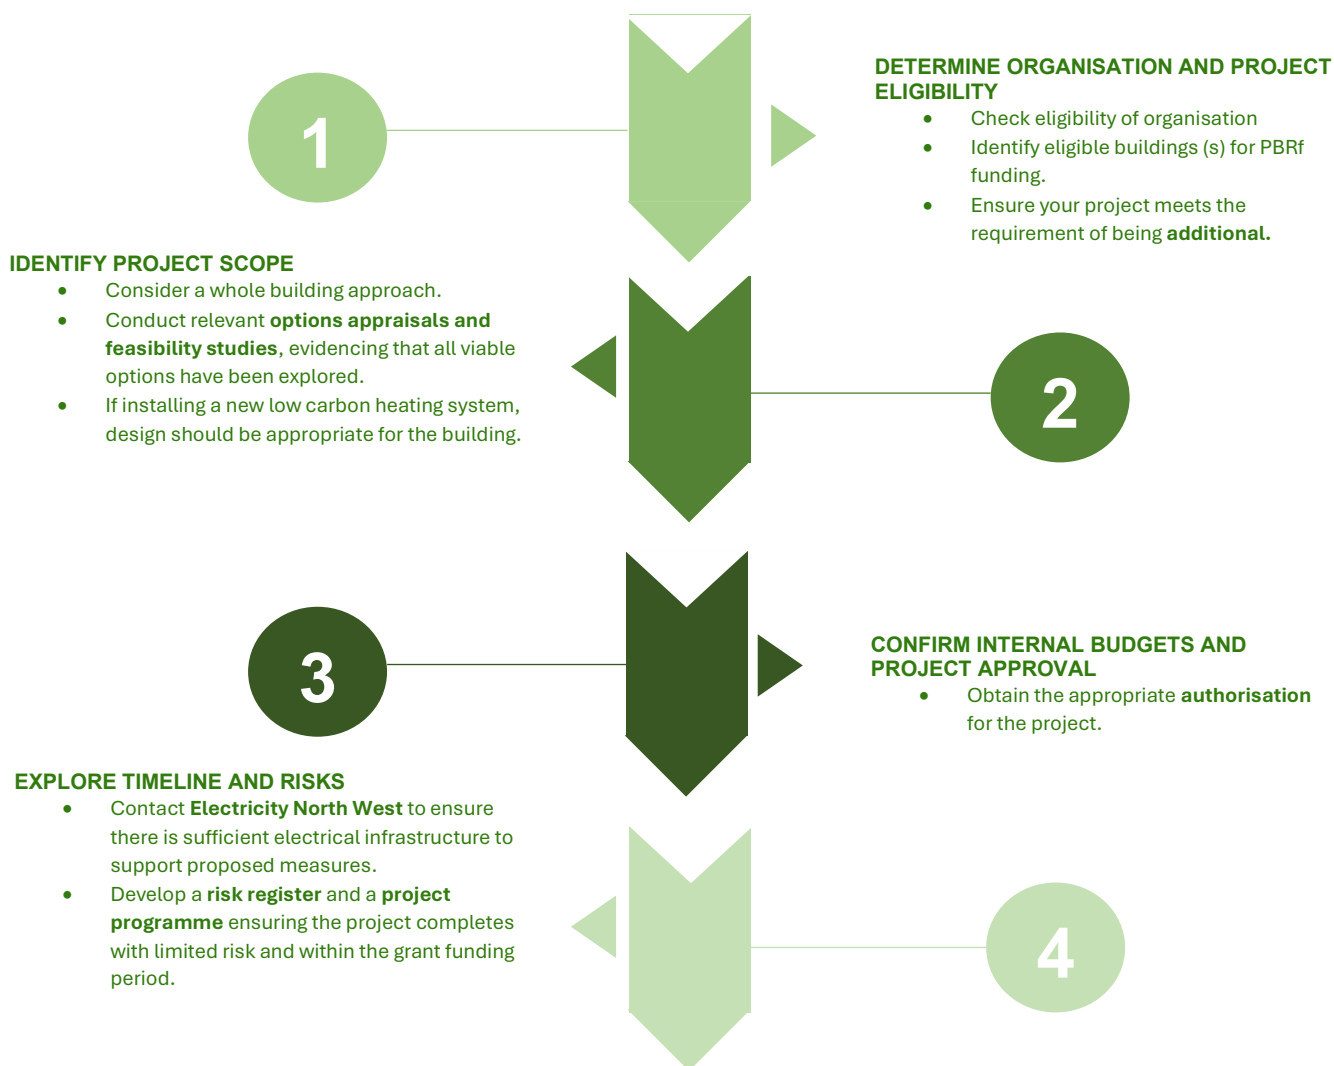 1
DETERMINE ORGANISATION AND PROJECT
ELIGIBILITY
• Check eligibility of organisation
• Identify eligible buildings (s) for PBRf
funding.
• Ensure your project meets the
requirement of being additional.
IDENTIFY PROJECT SCOPE
• Consider a whole building approach.
• Conduct relevant options appraisals and
feasibility studies, evidencing that all viable
options have been explored.
• If installing a new low carbon heating system,
design should be appropriate for the building.
2
3
CONFIRM INTERNAL BUDGETS AND
PROJECT APPROVAL
• Obtain the appropriate authorisation
for the project.
EXPLORE TIMELINE AND RISKS
• Contact Electricity North West to ensure
there is sufficient electrical infrastructure to
support proposed measures.
• Develop a risk register and a project
programme ensuring the project completes
with limited risk and within the grant funding
period.
4